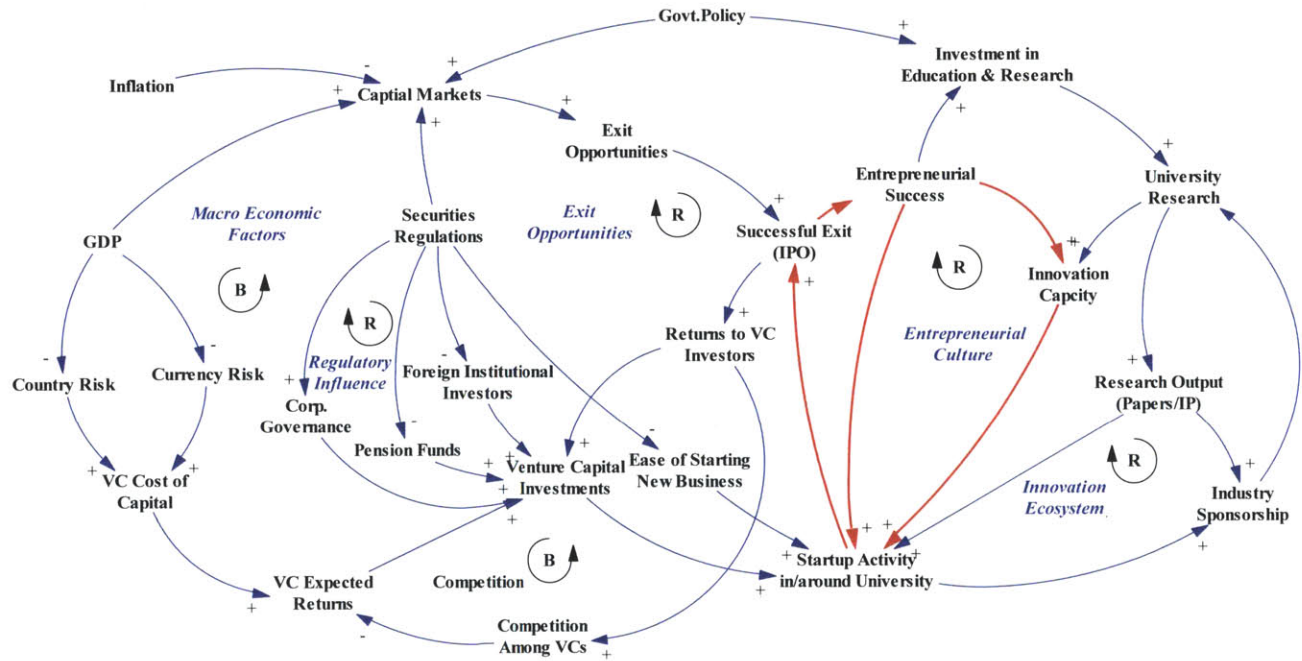 Govt.Policy
Inflation
-
+
+
Captial Markets
+
+
Investment in
Education & Research
+
+
+
Exit
Opportunities
+
University
Research
Entrepreneurial
Success
Macro Economic
Factors
GDP
Securities
Regulations
Exit
Opportunities
R
+
Successful Exit
(IPO)
+
B
R
Regulatory
Influence
R
+
+
Innovation
Capcity
Entrepreneurial
Culture
+
Returns to VC
Investors
-
Country Risk
-
Currency Risk
-
Foreign Institutional
Investors
+
Corp.
Governance
-
Pension Funds
+
Research Output
(Papers/IP)
R
Innovation
Ecosystem
+
Industry
Sponsorship
+
+
+
VC Cost of
Capital
+
+
+
+
+
Venture Capital
Investments
-
Ease of Starting
New Business
+
+
+
+
+
Startup Activity
in/around University
+
VC Expected
Returns
-
Competition
B
Competition
Among VCs
+